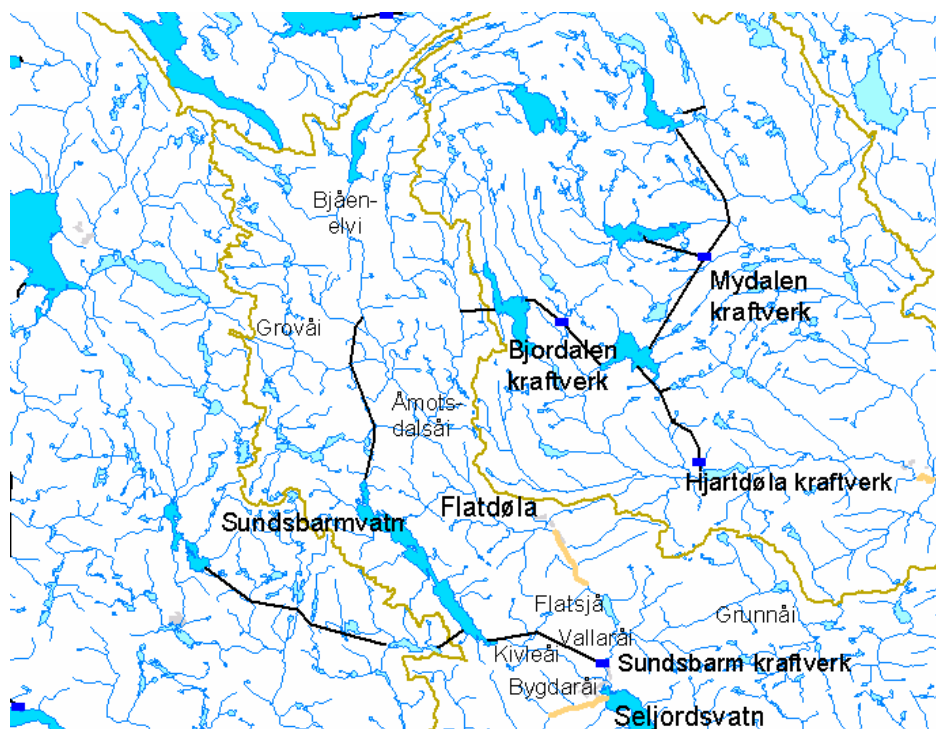 Bjåen-
elvi
Mydalen
kraftverk
Grovåi
Bjordalen
kraftverk
Åmots-
dalsåi
Hjartdøla kraftverk
Flatdøla
Sundsbarmvatn
Flatsjå
Grunnåi
Vallaråi
Kivleåi
Sundsbarm kraftverk
Bygdaråi
Seljordsvatn